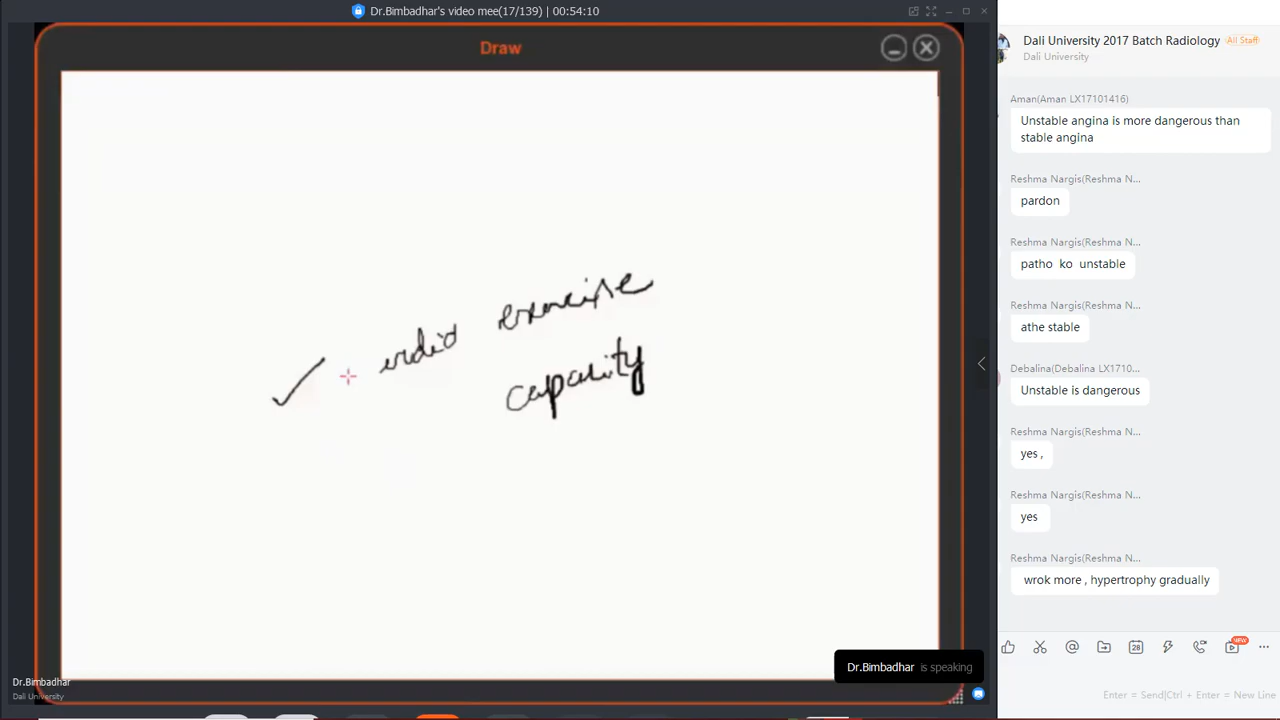 Dr.Bimbadhar's video mee(17/139) | 00:54:10
Draw
exercise
capacity
Dr.Bimbadhar is speaking
Dr.Bimbadhar
Dali University
Dali University 2017 Batch Radiology All Staff
Dali University
Aman(Aman LX17101416)
Unstable angina is more dangerous than
stable angina
Reshma Nargis(Reshma N...
pardon
Reshma Nargis(Reshma N...
patho ko unstable
Reshma Nargis(Reshma N...
athe stable
Debalina(Debalina LX1710...
Unstable is dangerous
Reshma Nargis(Reshma N...
yes ,
Reshma Nargis(Reshma N...
yes
Reshma Nargis(Reshma N...
wrok more , hypertrophy gradually
28
NEW
Enter = Send|Ctrl + Enter = New Line